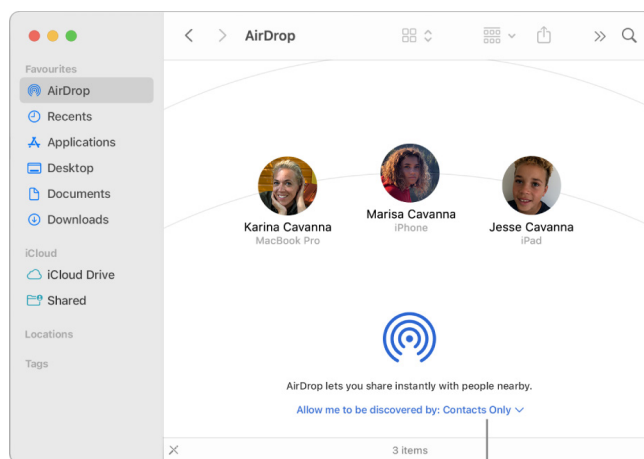 AirDrop
Favourites
AirDrop
Recents
Applications
Desktop
Documents
Downloads
iCloud
iCloud Drive
Shared
Locations
Tags
Karina Cavanna
MacBook Pro
Marisa Cavanna
iPhone
Jesse Cavanna
iPad
AirDrop lets you share instantly with people nearby.
Allow me to be discovered by: Contacts Only
3 items